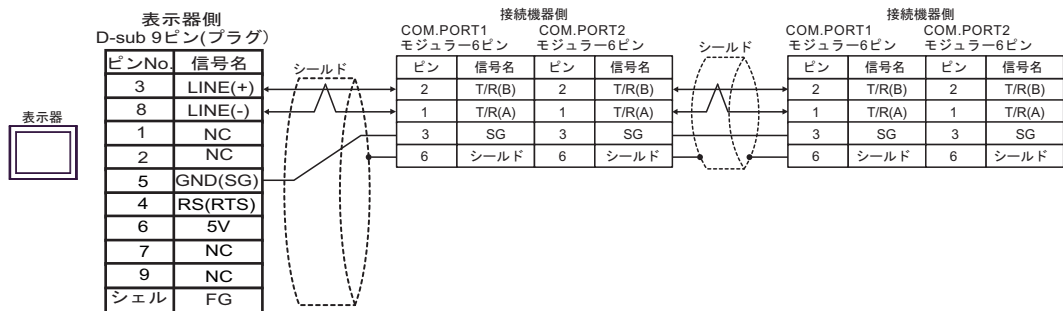 表示器
表示器側
D-sub 9ピン(プラグ)
ピンNo. 信号名
3 LINE(+)
8 LINE(-)
1 NC
2 NC
5 GND(SG)
4 RS(RTS)
6 5V
7 NC
9 NC
シェル FG
シールド
接続機器側
COM.PORT1 COM.PORT2
モジュラー6ピン モジュラー6ピン
ピン 信号名 ピン 信号名
2 T/R(B) 2 T/R(B)
1 T/R(A) 1 T/R(A)
3 SG 3 SG
6 シールド 6 シールド
シールド
接続機器側
COM.PORT1 COM.PORT2
モジュラー6ピン モジュラー6ピン
ピン 信号名 ピン 信号名
2 T/R(B) 2 T/R(B)
1 T/R(A) 1 T/R(A)
3 SG 3 SG
6 シールド 6 シールド